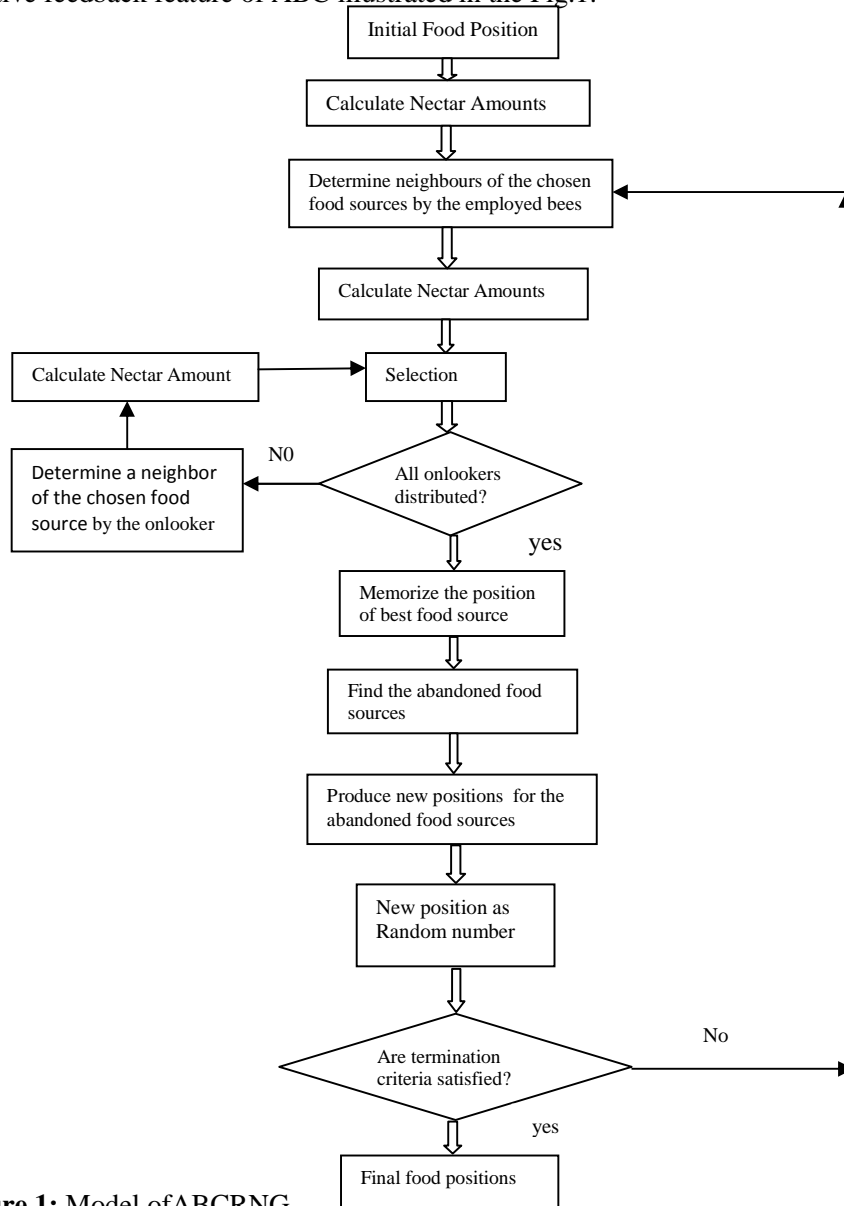 feedback feature of ABC illustrated in the Fig.1.
Initial Food Position
Calculate Nectar Amounts
Determine neighbours of the chosen
food sources by the employed bees
Calculate Nectar Amounts
Calculate Nectar Amount
Selection
N0
Determine a neighbor
of the chosen food
source by the onlooker
All onlookers
distributed?
yes
Memorize the position
of best food source
Find the abandoned food
sources
Produce new positions for the
abandoned food sources
New position as
Random number
No
Are termination
criteria satisfied?
yes
Final food positions
1: Model ofABCRNG